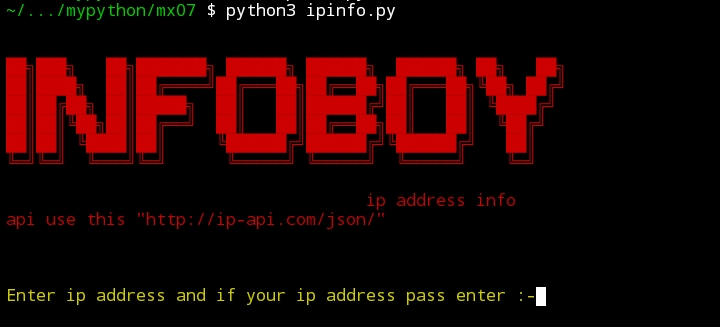 ~/.../mypython/mx07 $ python3 ipinfo.py
INFOBOY
ip address info
api use this "http://ip-api.com/json/"
Enter ip address and if your ip address pass enter :-